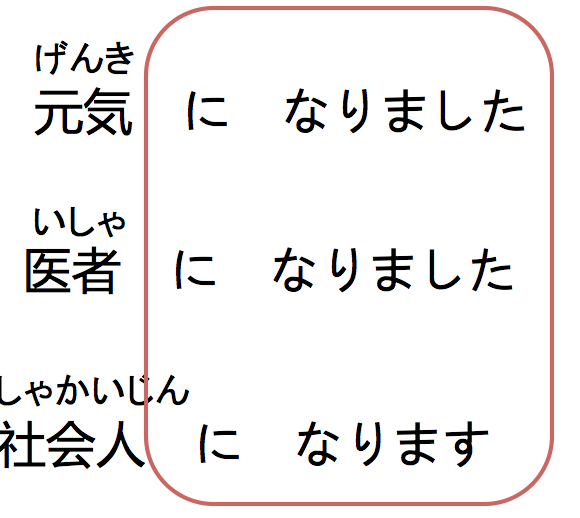 げんき
元気 に なりました
いしゃ
医者 に なりました
しゃかいじん
社会人 に なります